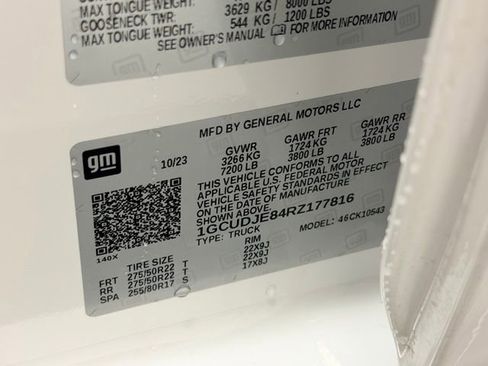 MAX TONGUE WEIGHT: 3629 KG / 8000 LBS
GOOSENECK TWR: 544 KG / 1200 LBS
MAX TONGUE WEIGHT:
SEE OWNER'S MANUAL FOR MORE INFORMATION
MFD BY GENERAL MOTORS LLC
gm
10/23
GVWR GAWR FRT GAWR RR
3266 KG 1724 KG 1724 KG
7200 LB 3800 LB 3800 LB
THIS VEHICLE CONFORMS TO ALL
APPLICABLE U.S. FEDERAL MOTOR
VEHICLE SAFETY STANDARDS IN EFFECT
ON THE DATE OF MANUFACTURE
SHOWN ABOVE.
1GCUDJE84RZ177816
TYPE: TRUCK MODEL: 46CK10543
140X
TIRE SIZE RIM
FRT 275/50R22 T 22X9J
RR 275/50R22 T 22X9J
SPA 255/80R17 S 17X8J